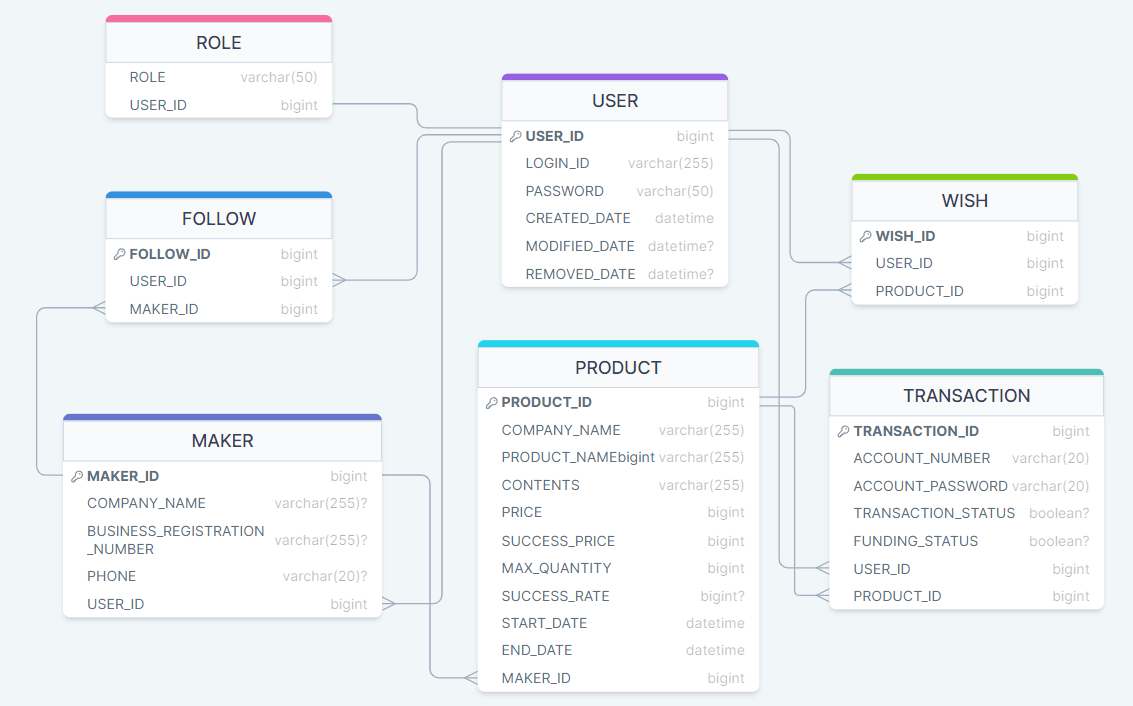 ROLE
ROLE varchar(50)
USER_ID bigint
USER
USER_ID bigint
LOGIN_ID varchar(255)
PASSWORD varchar(50)
CREATED_DATE datetime
MODIFIED_DATE datetime?
REMOVED_DATE datetime?
WISH
WISH_ID bigint
USER_ID bigint
PRODUCT_ID bigint
FOLLOW
FOLLOW_ID bigint
USER_ID bigint
MAKER_ID bigint
PRODUCT
PRODUCT_ID bigint
COMPANY_NAME varchar(255)
PRODUCT_NAMEbigint varchar(255)
CONTENTS varchar(255)
PRICE bigint
SUCCESS_PRICE bigint
MAX_QUANTITY bigint
SUCCESS_RATE bigint?
START_DATE datetime
END_DATE datetime
MAKER_ID bigint
TRANSACTION
TRANSACTION_ID bigint
ACCOUNT_NUMBER varchar(20)
ACCOUNT_PASSWORD varchar(20)
TRANSACTION_STATUS boolean?
FUNDING_STATUS boolean?
USER_ID bigint
PRODUCT_ID bigint
MAKER
MAKER_ID bigint
COMPANY_NAME varchar(255)?
BUSINESS_REGISTRATION
_NUMBER varchar(255)?
PHONE varchar(20)?
USER_ID bigint